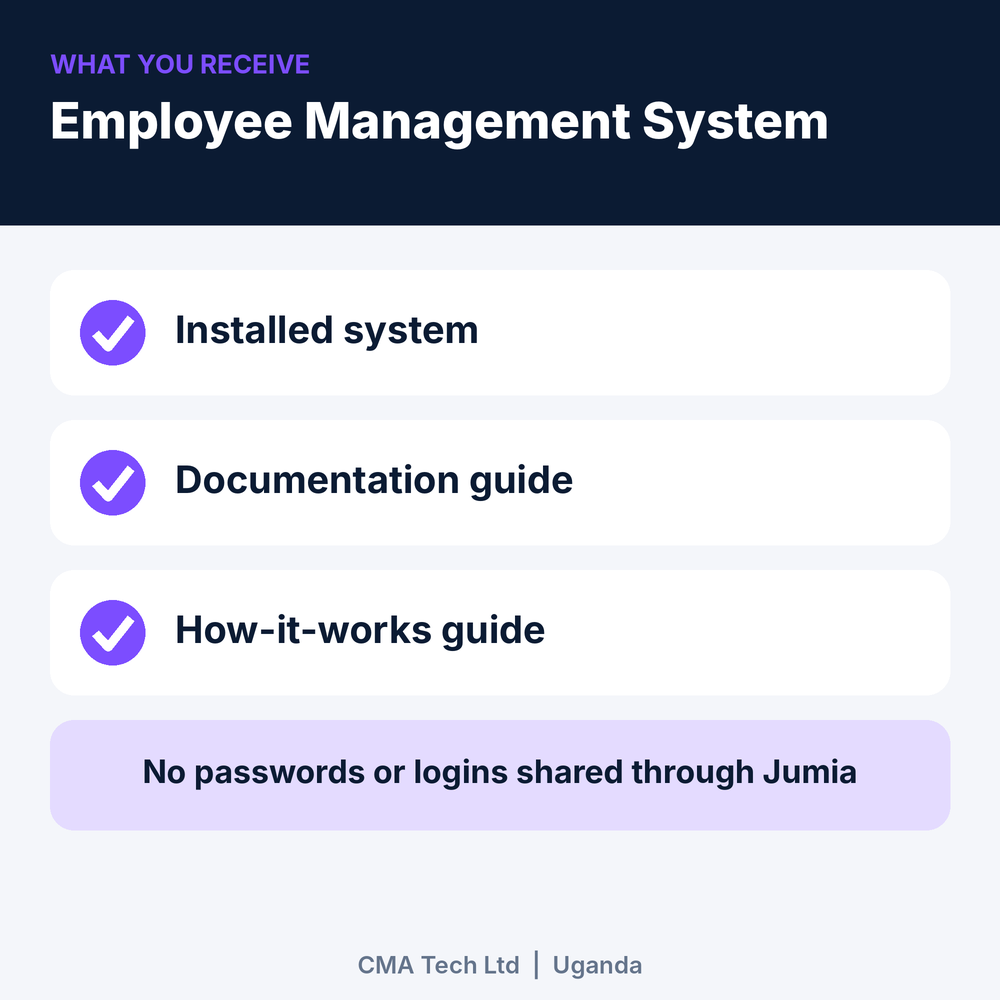 WHAT YOU RECEIVE
Employee Management System
Installed system
Documentation guide
How-it-works guide
No passwords or logins shared through Jumia
CMA Tech Ltd | Uganda